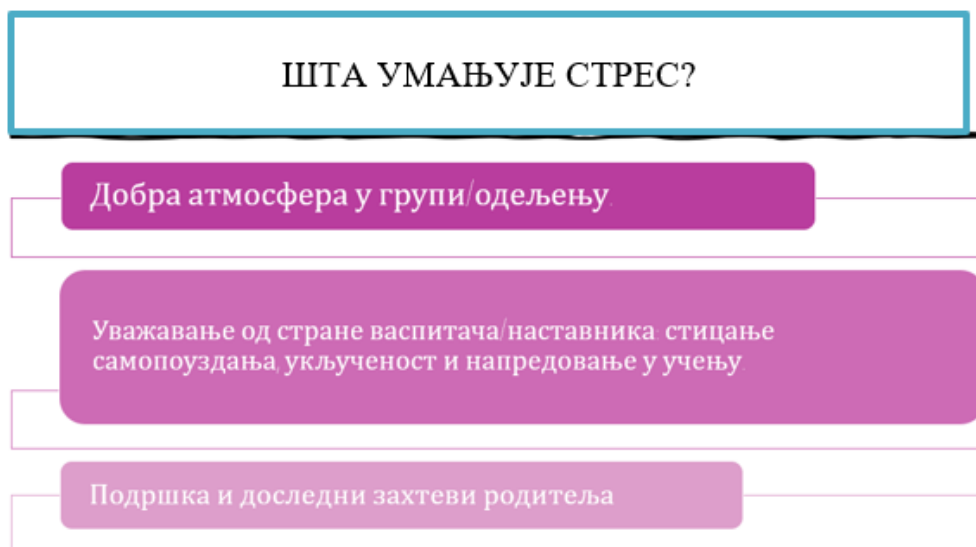 ШТА УМАЊУЈЕ СТРЕС?
Добра атмосфера у групи/одељењу.
Уважавање од стране васпитача/наставника: стицање
самопоуздања, укљученост и напредовање у учењу.
Подршка и доследни захтеви родитеља